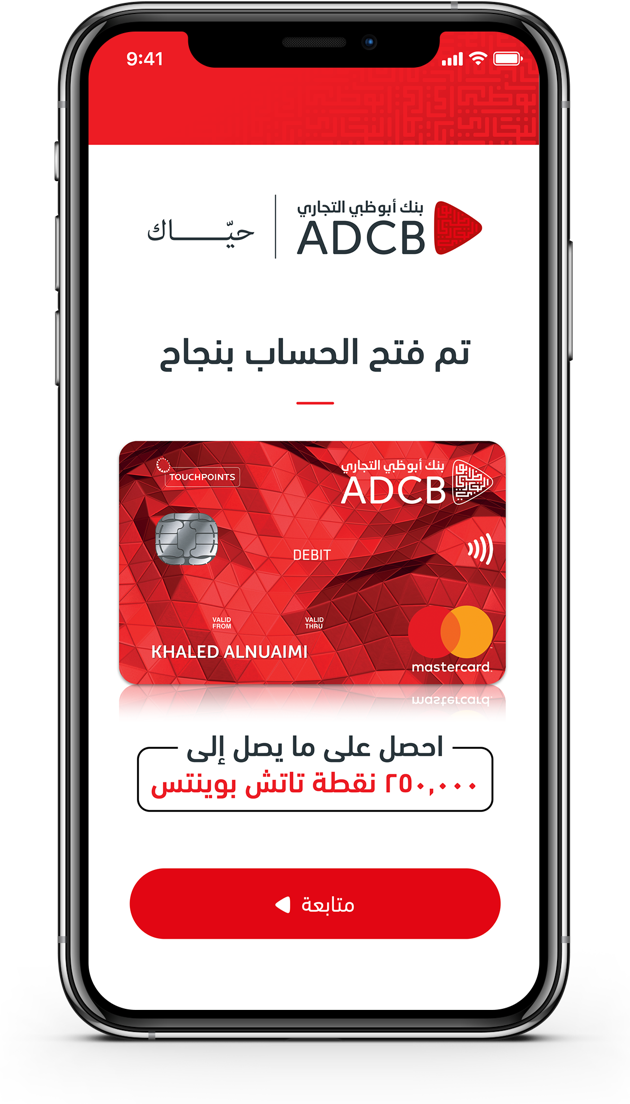 9:41
بنك أبوظبي التجاري
ADCB
حيّاك
تم فتح الحساب بنجاح
TOUCHPOINTS
بنك أبوظبي التجاري
ADCB
DEBIT
VALID FROM
VALID THRU
KHALED ALNUAIMI
mastercard
احصل على ما يصل إلى
٢٥٠,٠٠٠ نقطة تاتش بوينتس
متابعة